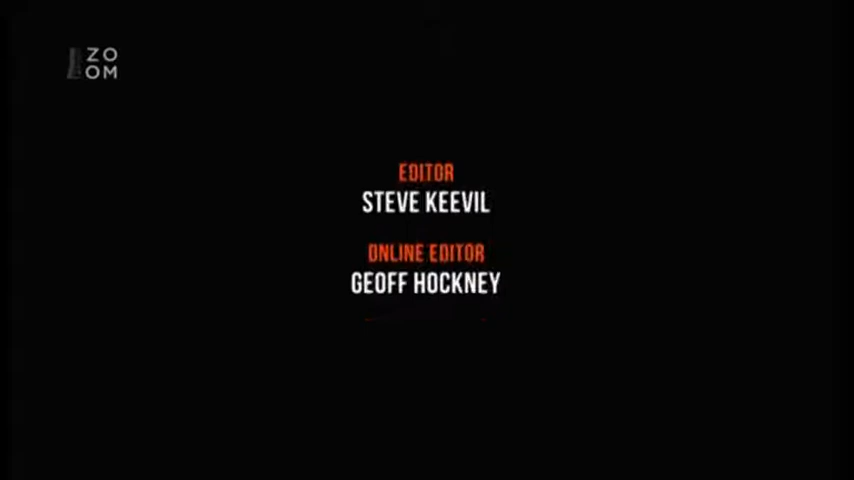 ZO
OM
EDITOR
STEVE KEEVIL
ONLINE EDITOR
GEOFF HOCKNEY